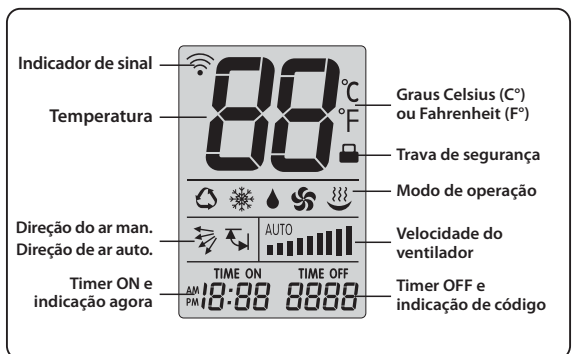 Indicador de sinal
Temperatura
88
°C
°F
Graus Celsius (C°)
ou Fahrenheit (F°)
Trava de segurança
Modo de operação
Direção do ar man.
Direção de ar auto.
AUTO
Velocidade do
ventilador
Timer ON e
indicação agora
TIME ON
AM
PM
18:88
TIME OFF
8888
Timer OFF e
indicação de código